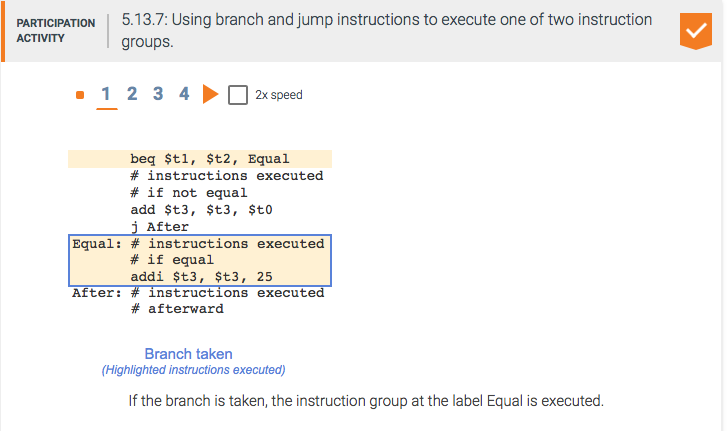 PARTICIPATION
ACTIVITY
5.13.7: Using branch and jump instructions to execute one of two instruction
groups.
1 2 3 4 2x speed
beq $t1, $t2, Equal
# instructions executed
# if not equal
add $t3, $t3, $t0
j After
Equal: # instructions executed
# if equal
addi $t3, $t3, 25
After: # instructions executed
# afterward
Branch taken
(Highlighted instructions executed)
If the branch is taken, the instruction group at the label Equal is executed.